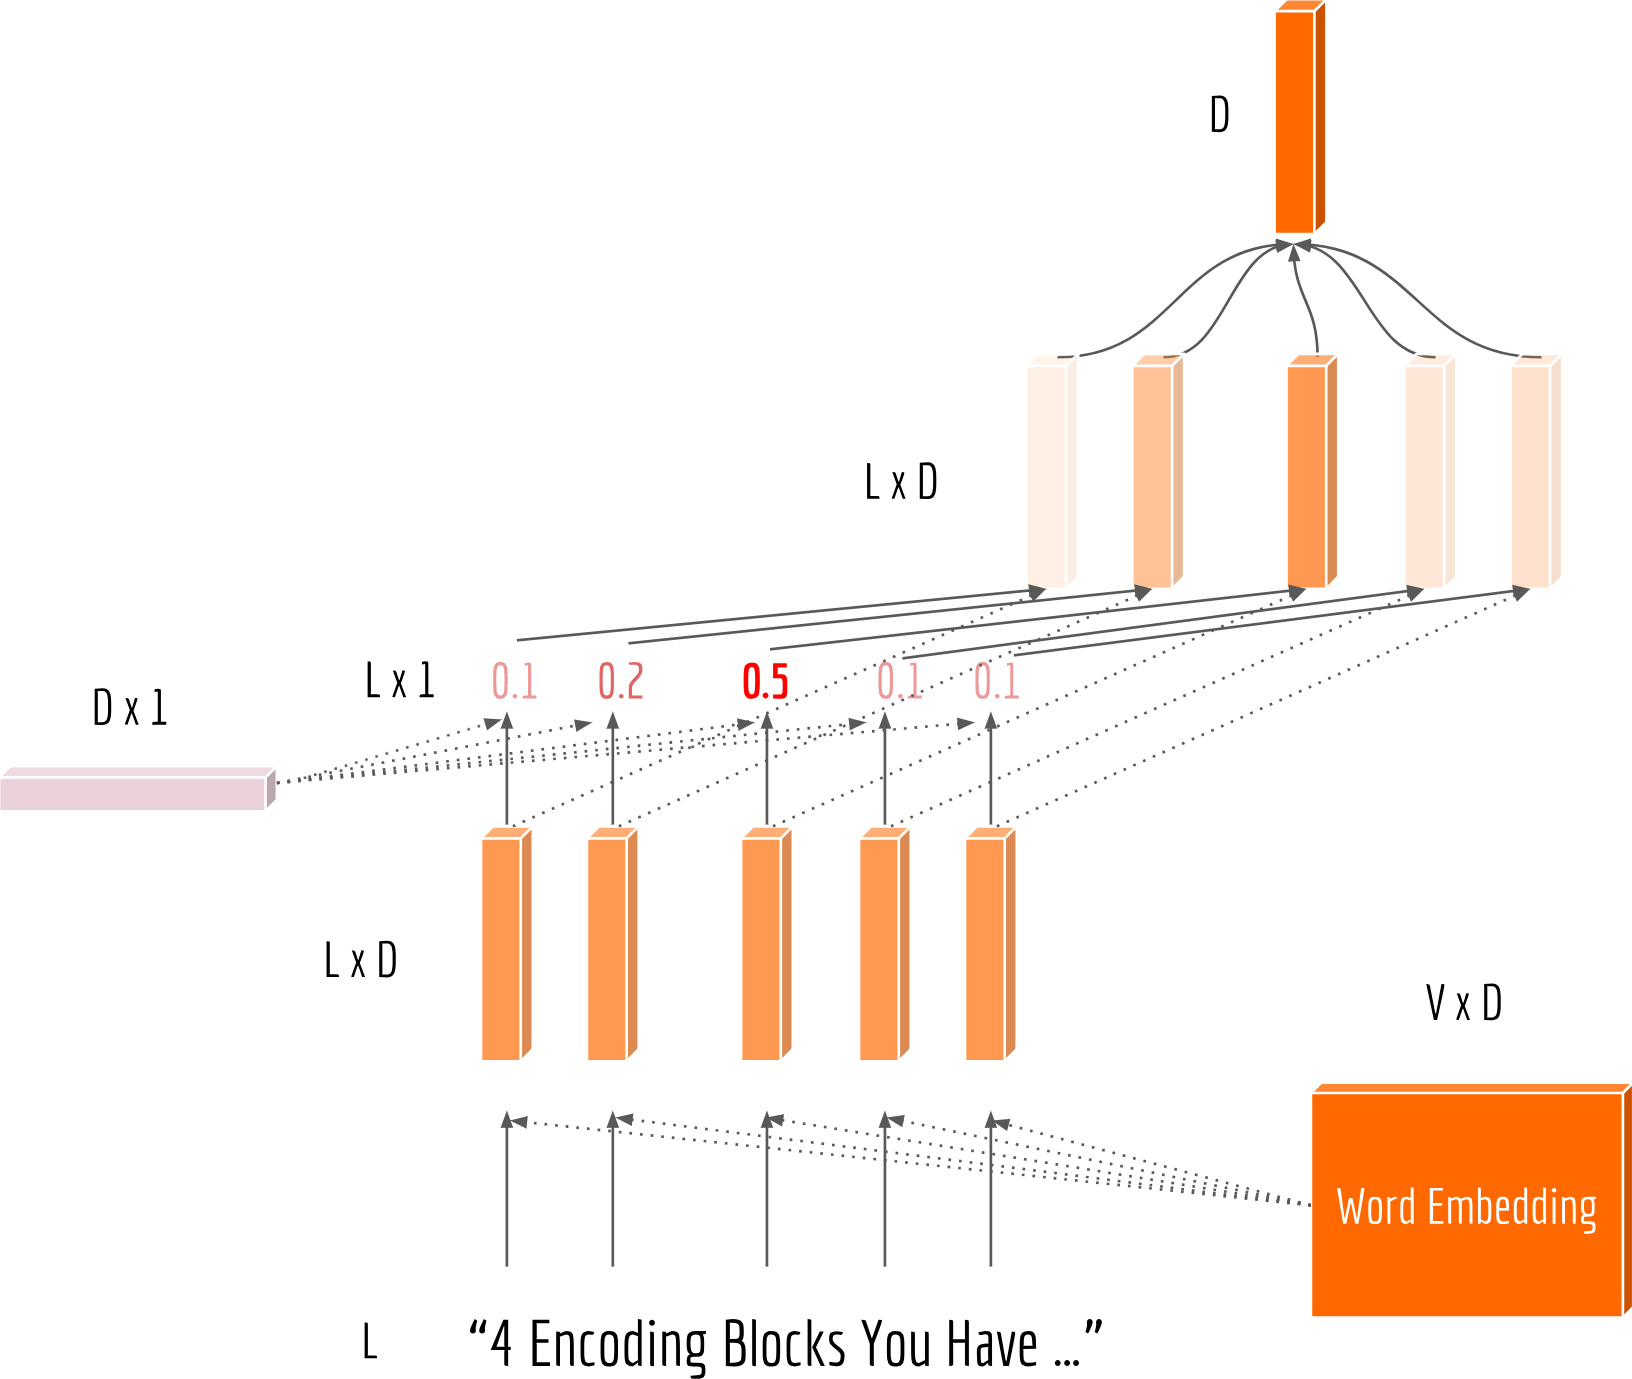 D
L x D
L x 1 0.1 0.2 0.5 0.1 0.1
D x 1
L x D
V x D
Word Embedding
L “4 Encoding Blocks You Have ...”